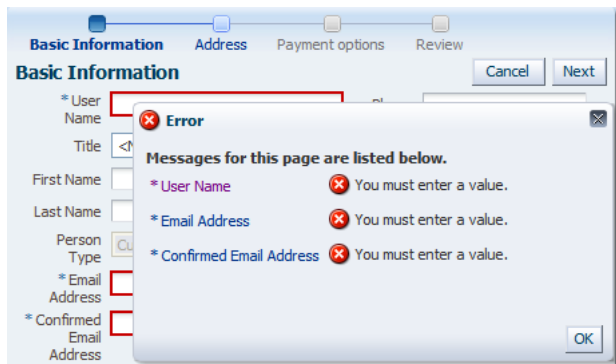 Basic Information Address Payment options Review
Basic Information Cancel Next
* User
Name
Title
First Name
Last Name
Person
Type
* Email
Address
* Confirmed
Email
Address
Error
Messages for this page are listed below.
* User Name You must enter a value.
* Email Address You must enter a value.
* Confirmed Email Address You must enter a value.
OK